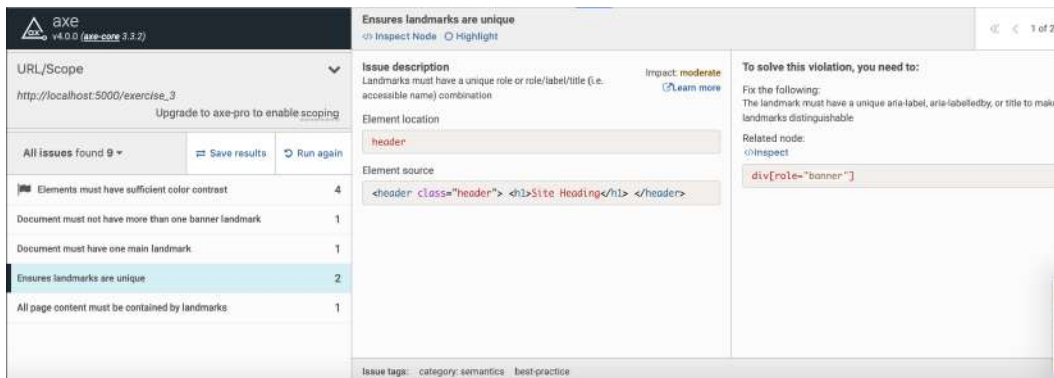 axe
v4.0.0 (axe-core 3.3.2)
URL/Scope
http://localhost:5000/exercise_3
Upgrade to axe-pro to enable scoping
All issues found 9
Save results
Run again
Elements must have sufficient color contrast 4
Document must not have more than one banner landmark 1
Document must have one main landmark 1
Ensures landmarks are unique 2
All page content must be contained by landmarks 1
Ensures landmarks are unique
</> Inspect Node Highlight
1 of 2
Issue description
Impact: moderate
Landmarks must have a unique role or role/label/title (i.e.
accessible name) combination
Learn more
Element location
header
Element source
<header class="header"> <h1>Site Heading</h1> </header>
To solve this violation, you need to:
Fix the following:
The landmark must have a unique aria-label, aria-labelledby, or title to make
landmarks distinguishable
Related node:
</>Inspect
div[role="banner"]
Issue tags: category: semantics best-practice